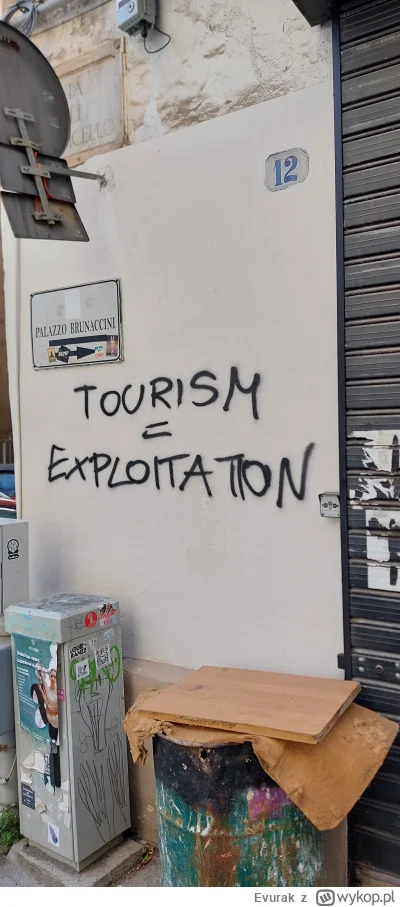 12
PALAZZO BRUNACCINI
TOURISM
=
EXPLOITATION
Evurak z wykop.pl